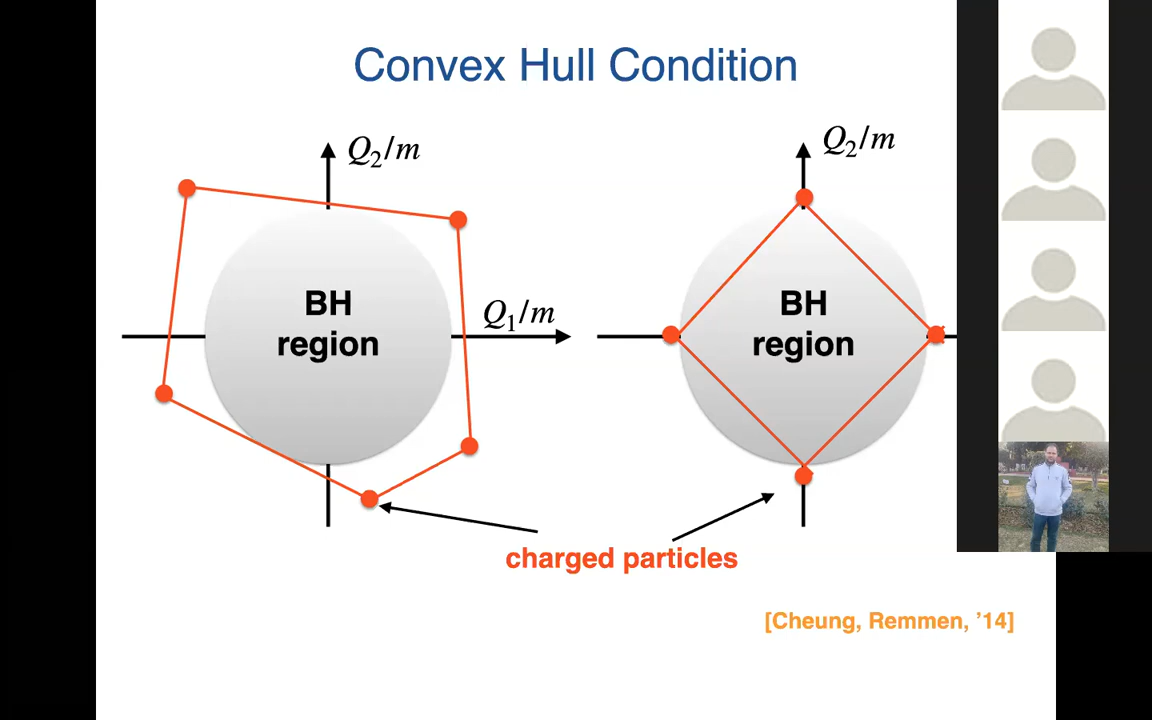 Convex Hull Condition
Q₂/m
Q₂/m
BH
region
Q₁/m
BH
region
charged particles
[Cheung, Remmen, ’14]